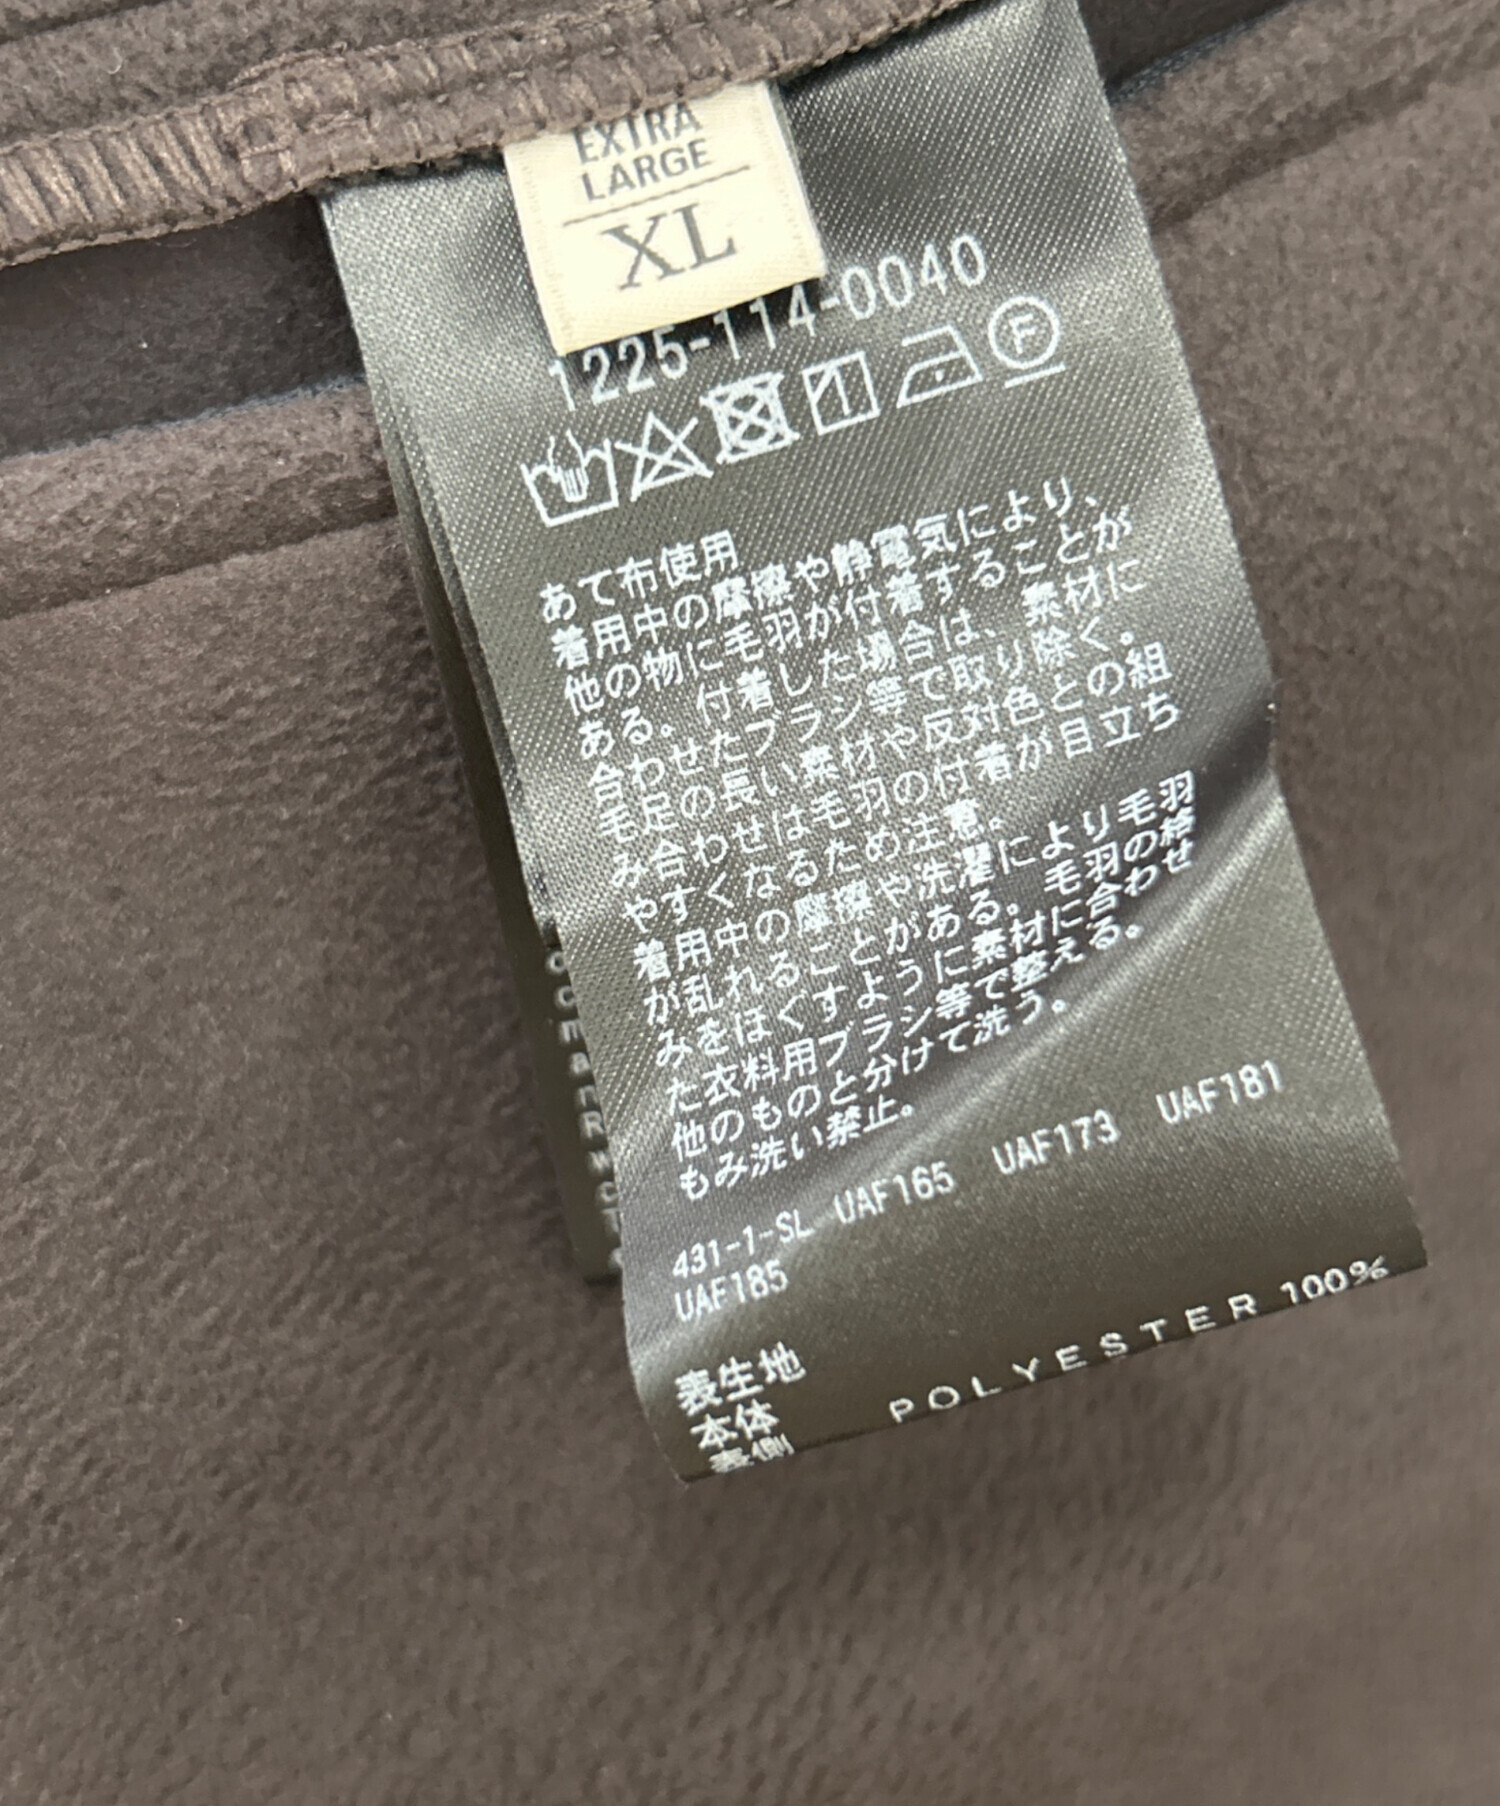 EXTRA
LARGE
XL
1225-114-0040
F
あて布使用
着用中の摩擦や静電気により、
他の物に毛羽が付着することが
ある。付着した場合は、素材に
合わせたブラシ等で取り除く。
毛足の長い素材や反対色との組
み合わせは毛羽の付着が目立ち
やすくなるため注意。
着用中の摩擦や洗濯により毛羽
が乱れることがある。毛羽の絡
みをほぐすように素材に合わせ
た衣料用ブラシ等で整える。
他のものと分けて洗う。
もみ洗い禁止。
431-1-SL UAF165 UAF173 UAF181
UAF185
表生地
本体
表側
POLYESTER 100%